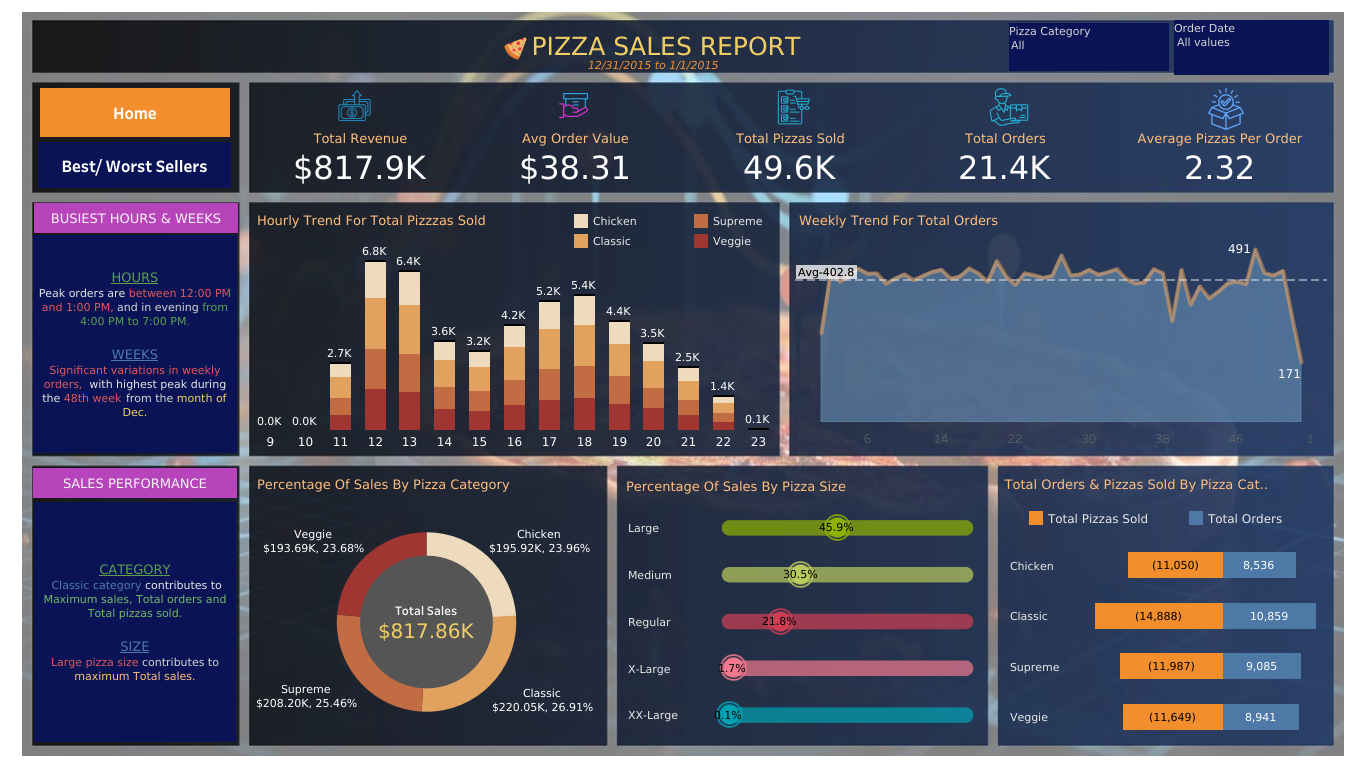 PIZZA SALES REPORT
12/31/2015 to 1/1/2015
Pizza Category
All
Order Date
All values
Home
Best/ Worst Sellers
Total Revenue
$817.9K
Avg Order Value
$38.31
Total Pizzas Sold
49.6K
Total Orders
21.4K
Average Pizzas Per Order
2.32
BUSIEST HOURS & WEEKS
HOURS
Peak orders are between 12:00 PM
and 1:00 PM, and in evening from
4:00 PM to 7:00 PM.
WEEKS
Significant variations in weekly
orders, with highest peak during
the 48th week from the month of
Dec.
Hourly Trend For Total Pizzzas Sold
Chicken
Supreme
Classic
Veggie
0.0K 0.0K 2.7K 6.8K 6.4K 3.6K 3.2K 4.2K 5.2K 5.4K 4.4K 3.5K 2.5K 1.4K 0.1K
9 10 11 12 13 14 15 16 17 18 19 20 21 22 23
Weekly Trend For Total Orders
491
Avg-402.8
171
6 14 22 30 38 46 1
SALES PERFORMANCE
CATEGORY
Classic category contributes to
Maximum sales, Total orders and
Total pizzas sold.
SIZE
Large pizza size contributes to
maximum Total sales.
Percentage Of Sales By Pizza Category
Veggie
$193.69K, 23.68%
Chicken
$195.92K, 23.96%
Total Sales
$817.86K
Supreme
$208.20K, 25.46%
Classic
$220.05K, 26.91%
Percentage Of Sales By Pizza Size
Large 45.9%
Medium 30.5%
Regular 21.8%
X-Large 1.7%
XX-Large 0.1%
Total Orders & Pizzas Sold By Pizza Cat..
Total Pizzas Sold
Total Orders
Chicken (11,050) 8,536
Classic (14,888) 10,859
Supreme (11,987) 9,085
Veggie (11,649) 8,941